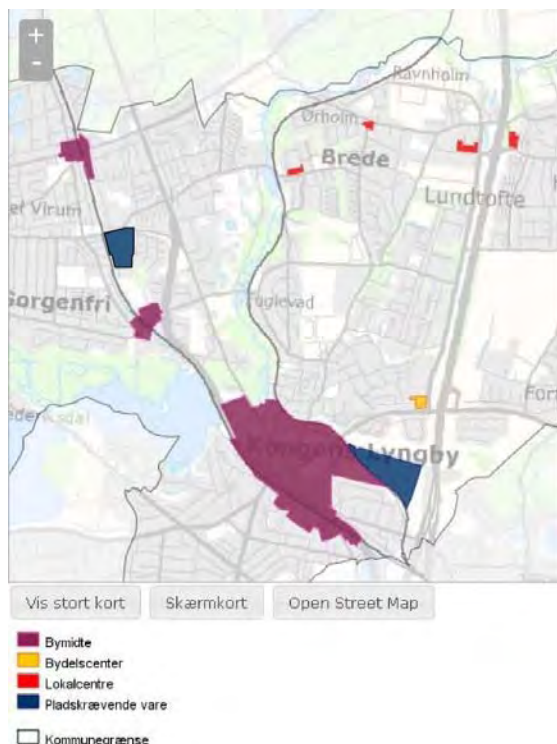 +
-
Ravnholm
Ørholm
Brede
Lundtofte
el Virum
Sorgenfri
Fuglevad
Kongens Lyngby
Vis stort kort
Skærmkort
Open Street Map
Bymidte
Bydelscenter
Lokalcentre
Pladskrævende vare
Kommunegrænse